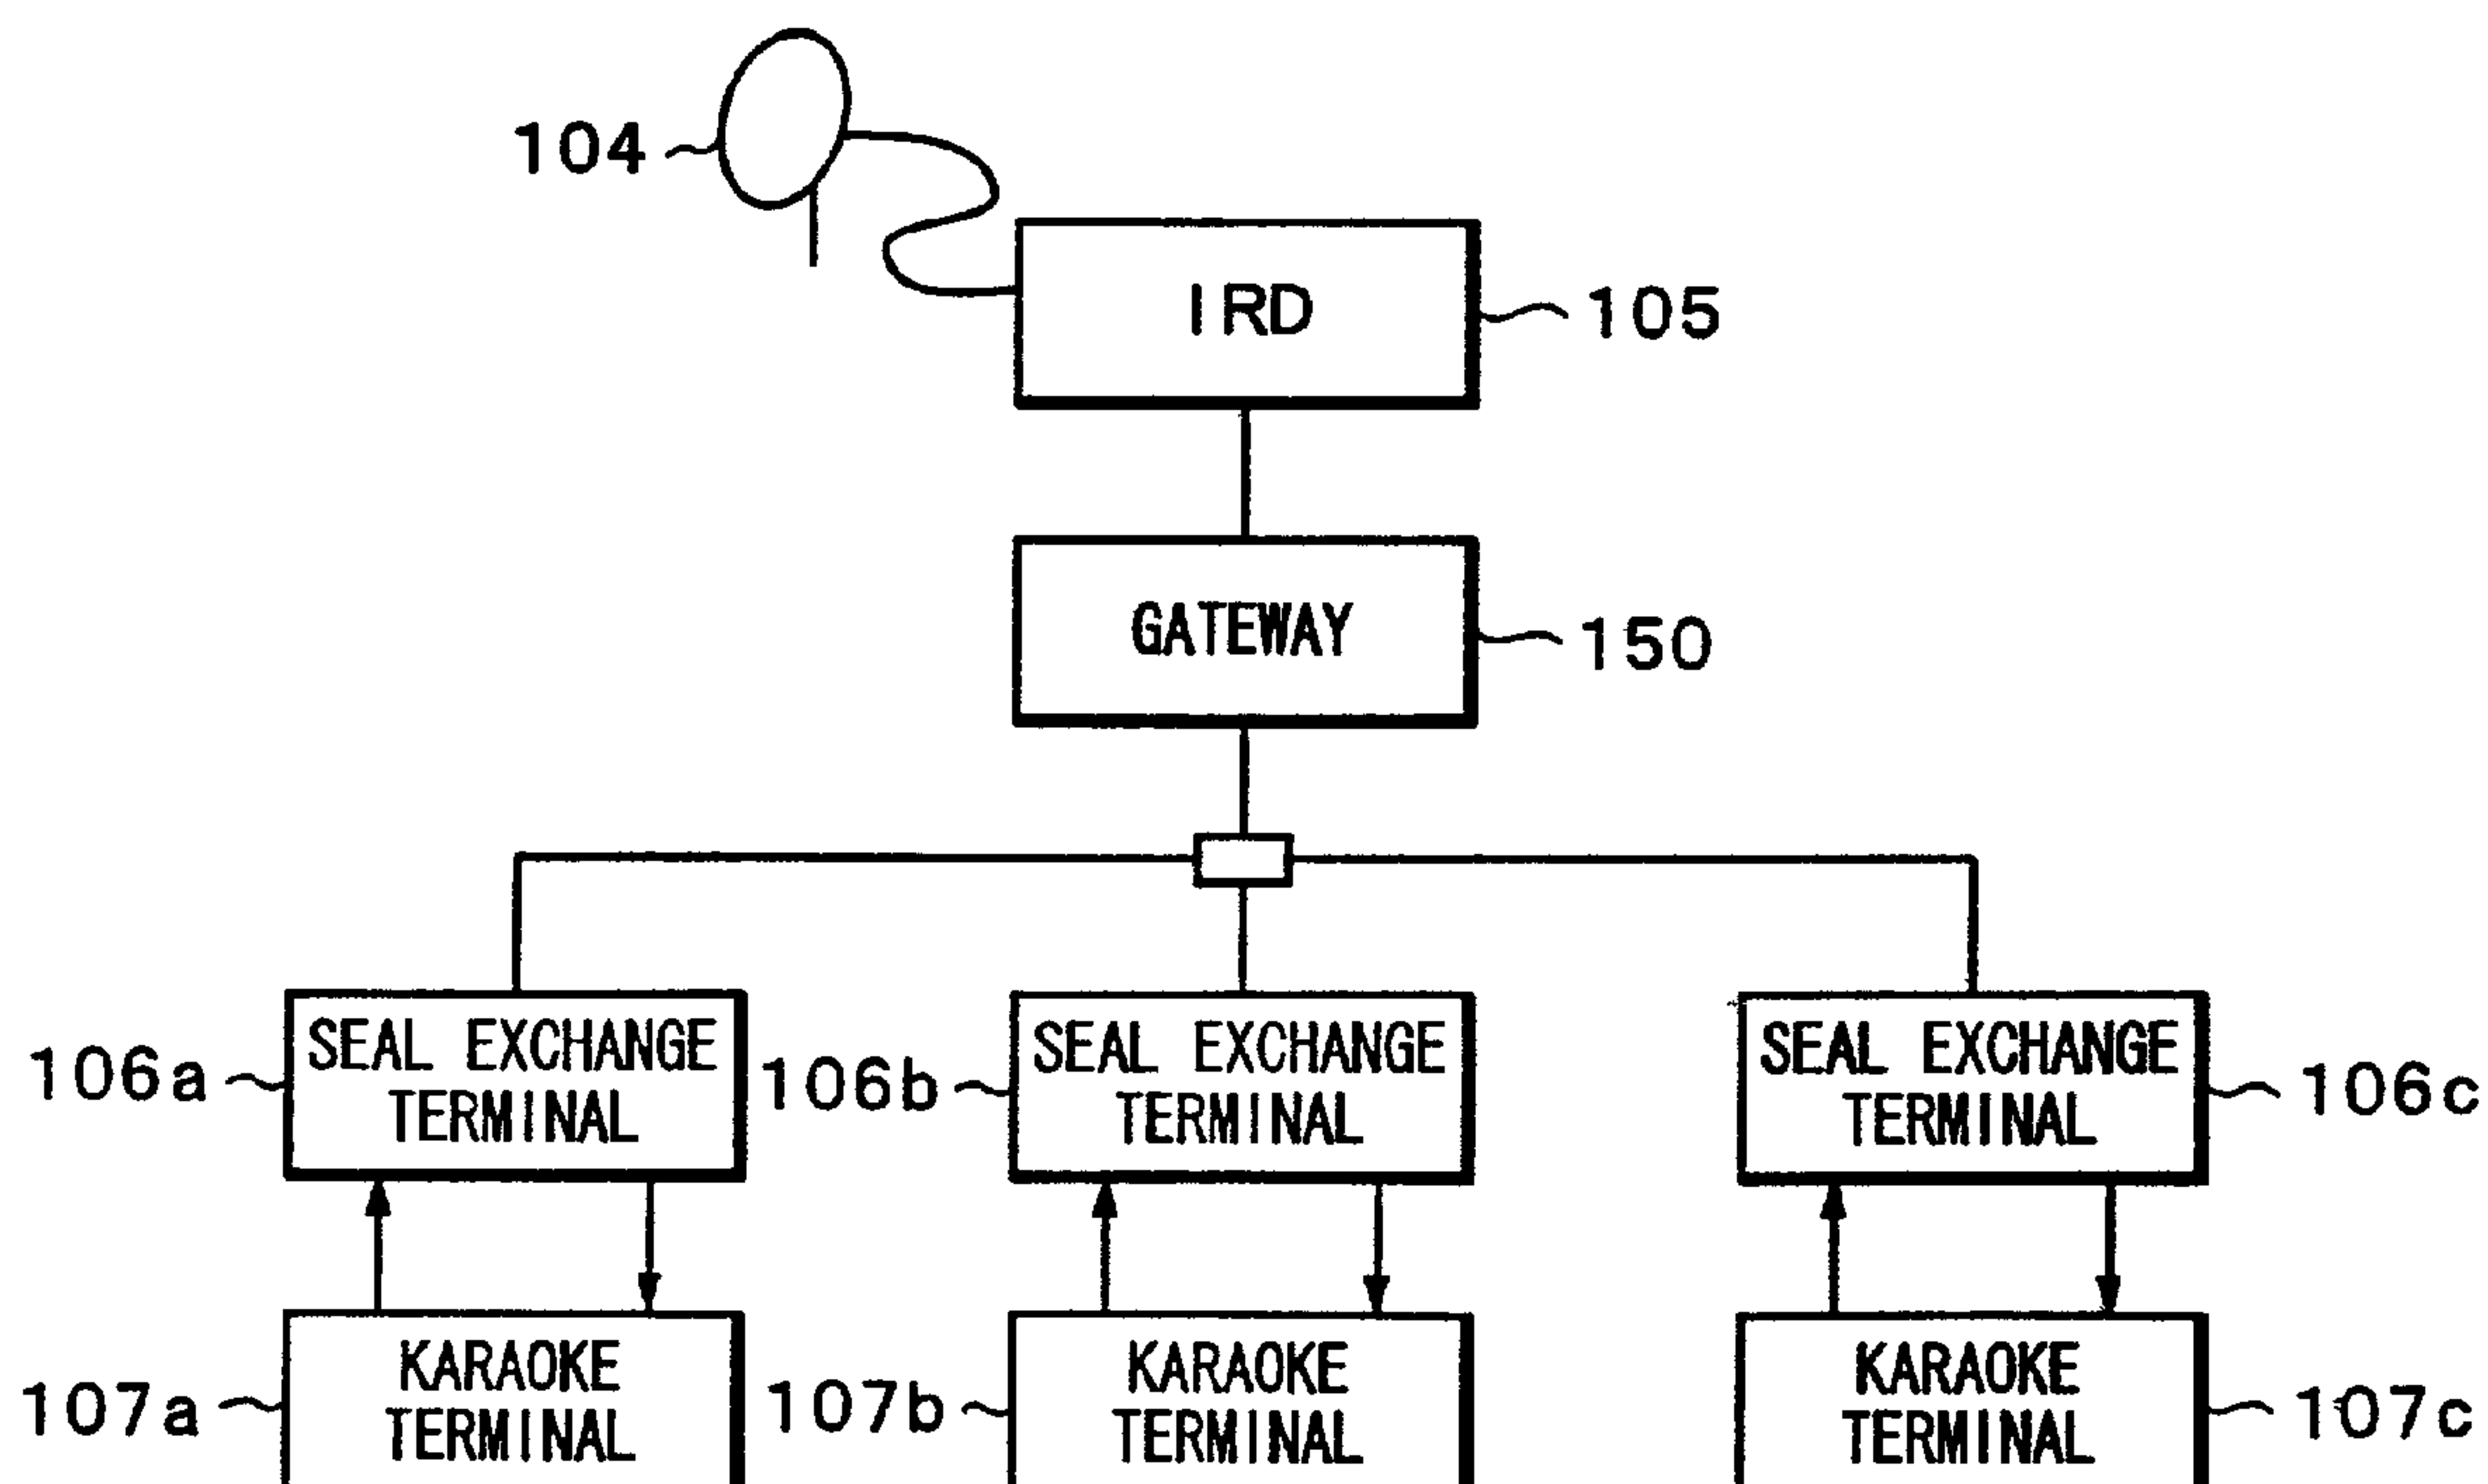 104
IRD
105
GATEWAY
150
106a
SEAL EXCHANGE
TERMINAL
106b
SEAL EXCHANGE
TERMINAL
SEAL EXCHANGE
TERMINAL
106c
107a
KARAOKE
TERMINAL
107b
KARAOKE
TERMINAL
KARAOKE
TERMINAL
107c